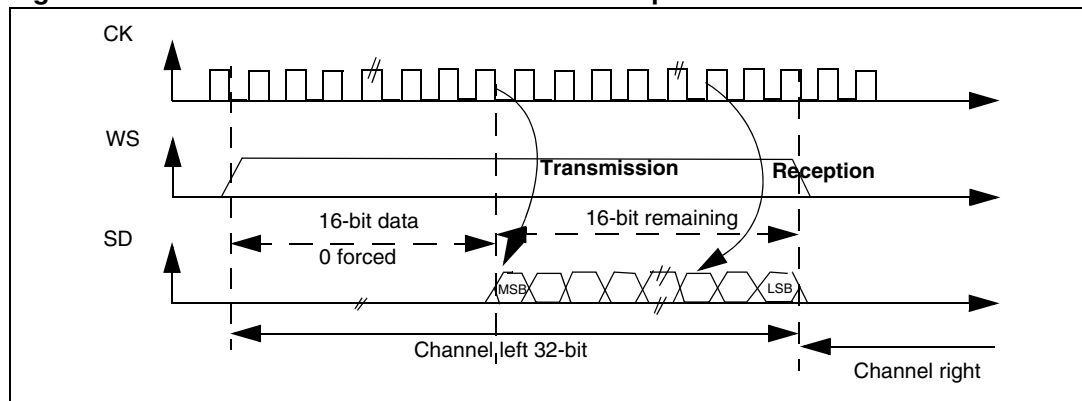 CK
WS
Transmission
Reception
16-bit data
16-bit remaining
SD
0 forced
MSB
LSB
Channel left 32-bit
Channel right